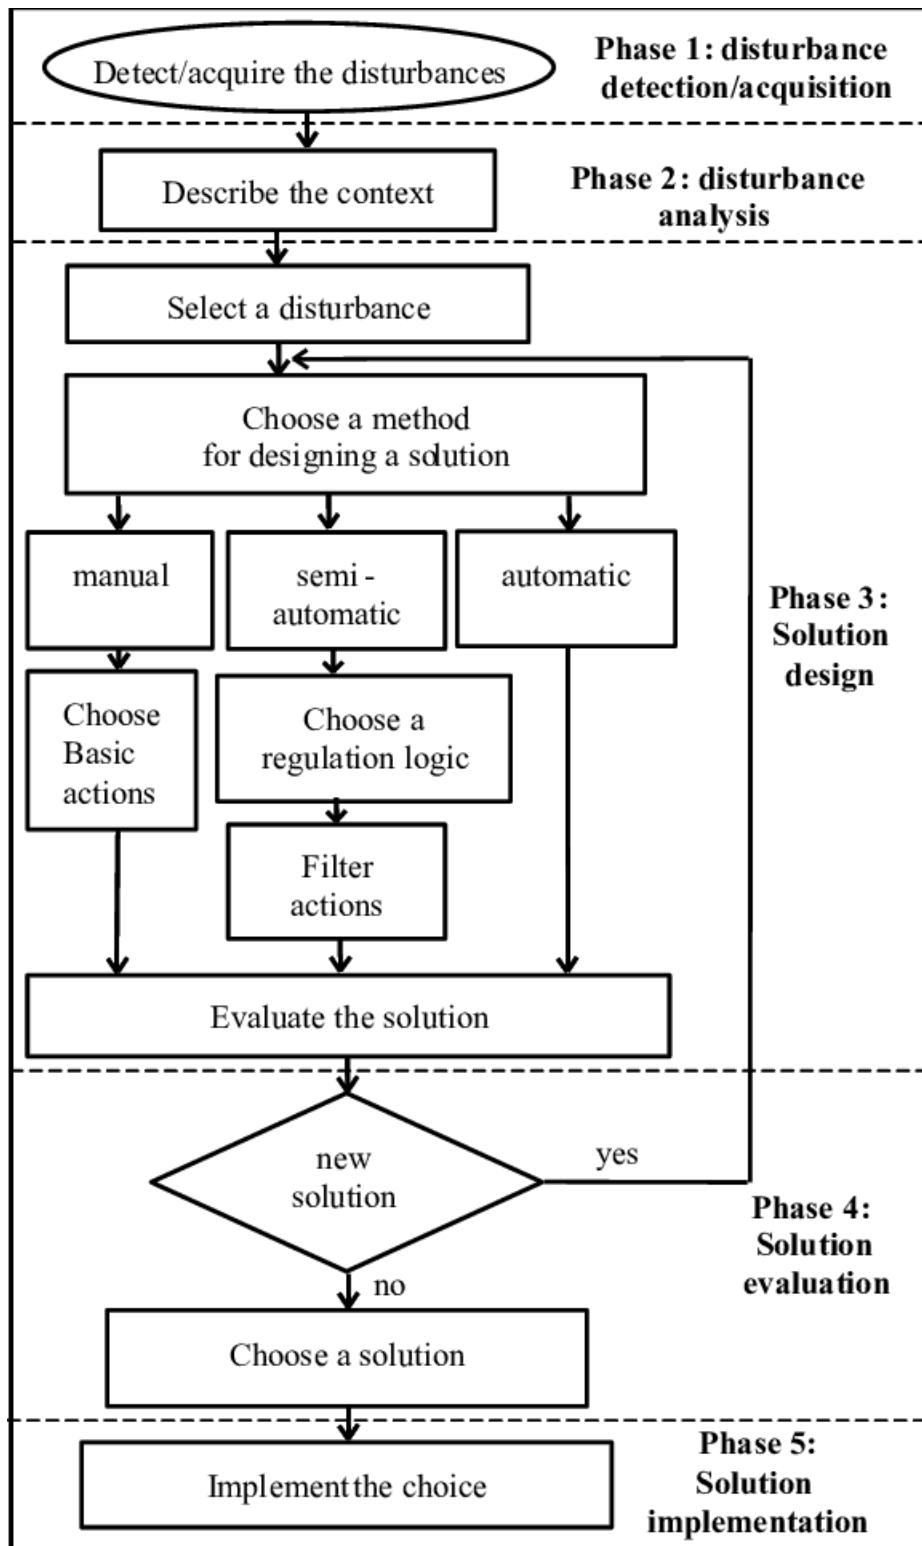 Detect/acquire the disturbances
Phase 1: disturbance
detection/acquisition
Describe the context
Phase 2: disturbance
analysis
Select a disturbance
Choose a method
for designing a solution
manual
semi-
automatic
automatic
Phase 3:
Solution
design
Choose
Basic
actions
Choose a
regulation logic
Filter
actions
Evaluate the solution
new
solution
yes
no
Phase 4:
Solution
evaluation
Choose a solution
Phase 5:
Solution
implementation
Implement the choice